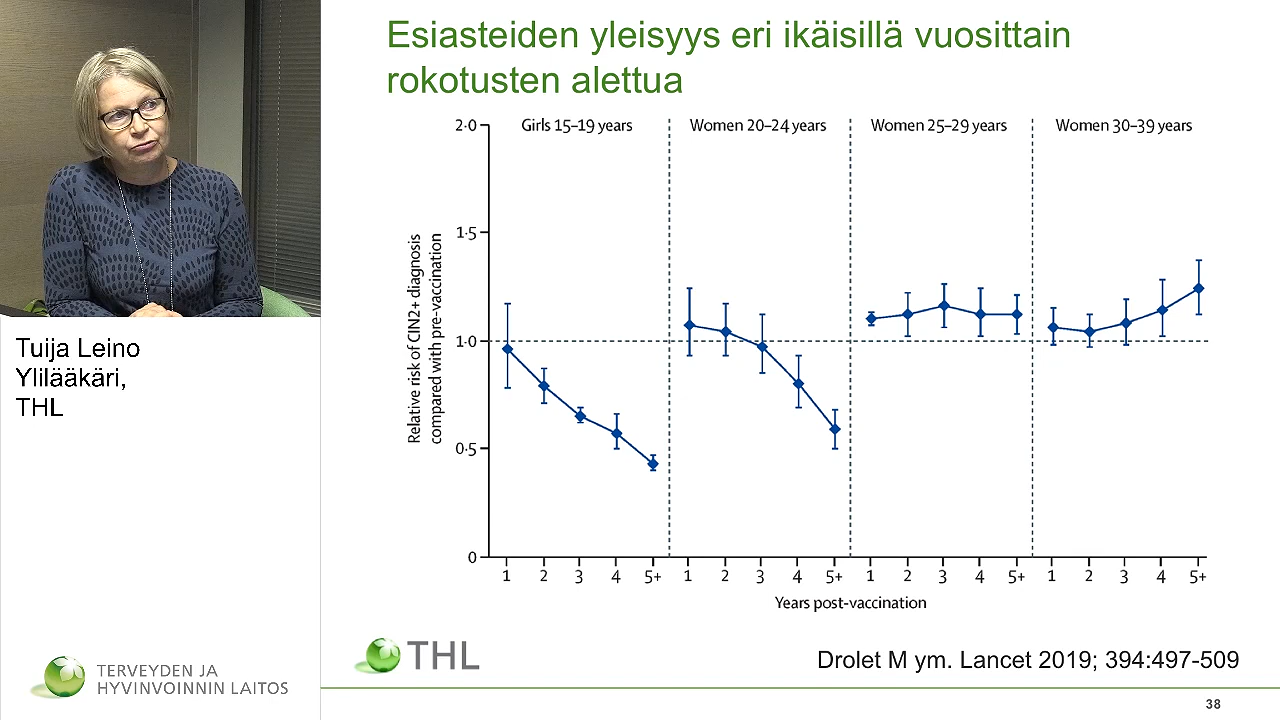 Esiasteiden yleisyys eri ikäisillä vuosittain
rokotusten alettua
2·0
1·5
1·0
0·5
0
Relative risk of CIN2+ diagnosis
compared with pre-vaccination
Girls 15–19 years
Women 20–24 years
Women 25–29 years
Women 30–39 years
1 2 3 4 5+ 1 2 3 4 5+ 1 2 3 4 5+ 1 2 3 4 5+
Years post-vaccination
Tuija Leino
Ylilääkäri,
THL
TERVEYDEN JA
HYVINVOINNIN LAITOS
THL
Drolet M ym. Lancet 2019; 394:497-509
38